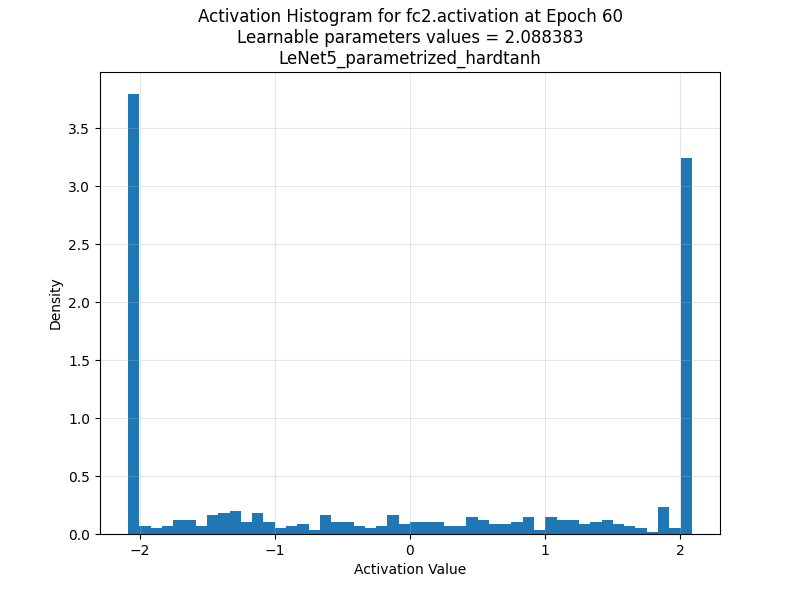 Activation Histogram for fc2.activation at Epoch 60
Learnable parameters values = 2.088383
LeNet5_parametrized_hardtanh
Density
3.5
3.0
2.5
2.0
1.5
1.0
0.5
0.0
−2 −1 0 1 2
Activation Value